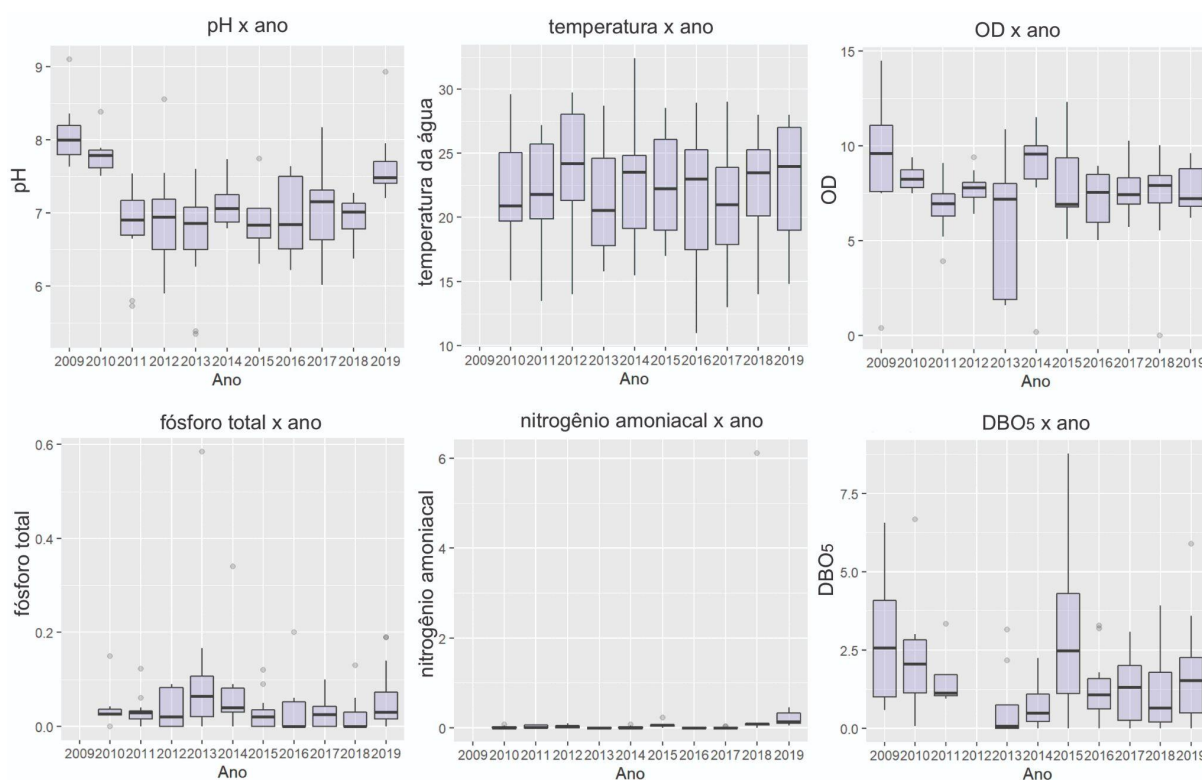 pH x ano
temperatura x ano
OD x ano
9
8
7
6
pH
2009 2010 2011 2012 2013 2014 2015 2016 2017 2018 2019
Ano
30
25
20
15
10
temperatura da água
2009 2010 2011 2012 2013 2014 2015 2016 2017 2018 2019
Ano
15
10
5
0
OD
2009 2010 2011 2012 2013 2014 2015 2016 2017 2018 2019
Ano
fósforo total x ano
nitrogênio amoniacal x ano
DBO5 x ano
0.6
0.4
0.2
0.0
fósforo total
2009 2010 2011 2012 2013 2014 2015 2016 2017 2018 2019
Ano
6
4
2
0
nitrogênio amoniacal
2009 2010 2011 2012 2013 2014 2015 2016 2017 2018 2019
Ano
7.5
5.0
2.5
0.0
DBO5
2009 2010 2011 2012 2013 2014 2015 2016 2017 2018 2019
Ano